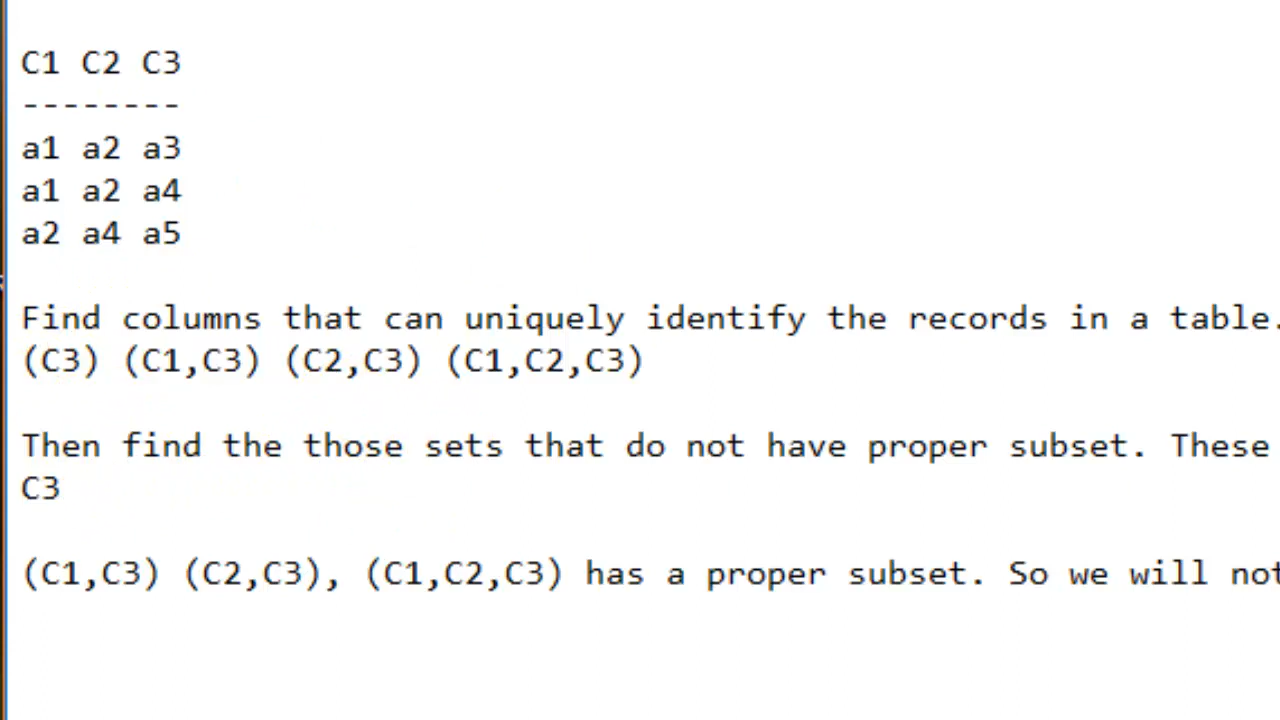 C1 C2 C3
--------
a1 a2 a3
a1 a2 a4
a2 a4 a5
Find columns that can uniquely identify the records in a table.
(C3) (C1,C3) (C2,C3) (C1,C2,C3)
Then find the those sets that do not have proper subset. These
C3
(C1,C3) (C2,C3), (C1,C2,C3) has a proper subset. So we will not